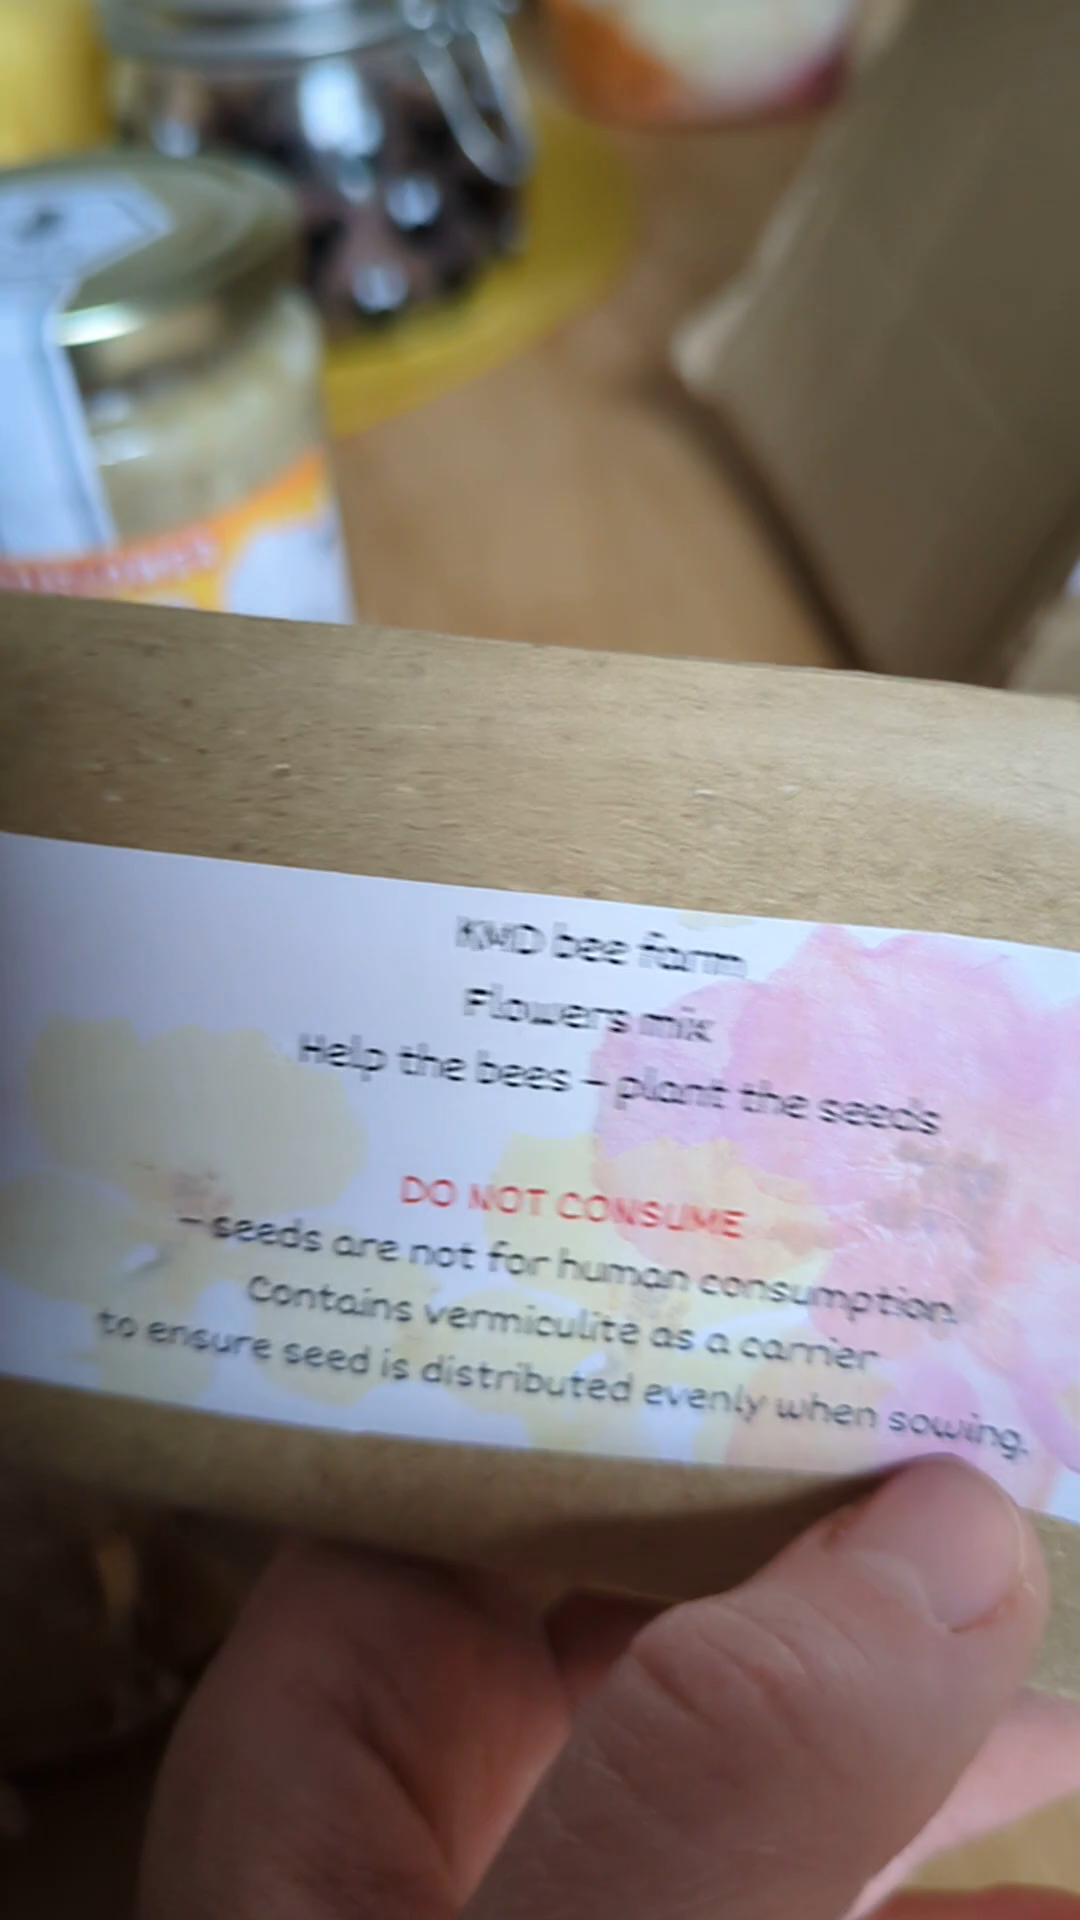 KMD bee farm
Flowers mix
Help the bees – plant the seeds
DO NOT CONSUME
– seeds are not for human consumption.
Contains vermiculite as a carrier
to ensure seed is distributed evenly when sowing.